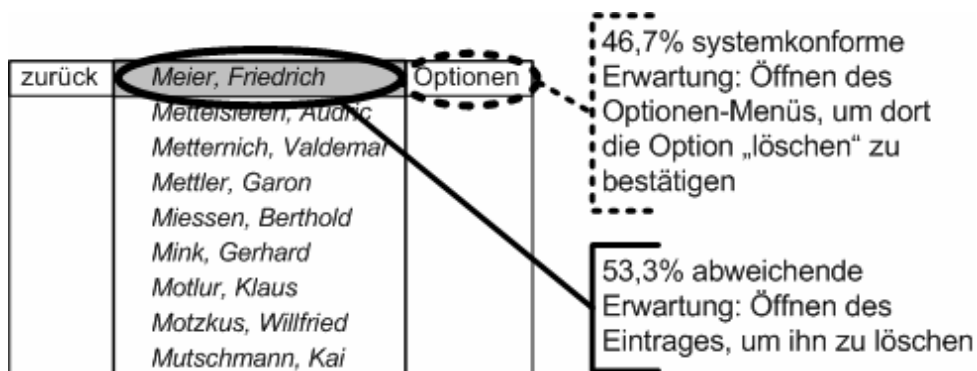 zurück Meier, Friedrich Optionen
Mettelsiefen, Audric
Metternich, Valdemar
Mettler, Garon
Miessen, Berthold
Mink, Gerhard
Motlur, Klaus
Motzkus, Willfried
Mutschmann, Kai
46,7% systemkonforme
Erwartung: Öffnen des
Optionen-Menüs, um dort
die Option „löschen“ zu
bestätigen
53,3% abweichende
Erwartung: Öffnen des
Eintrages, um ihn zu löschen